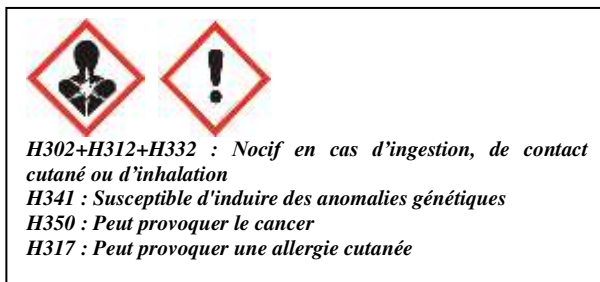 H302+H312+H332 : Nocif en cas d’ingestion, de contact
cutané ou d’inhalation
H341 : Susceptible d'induire des anomalies génétiques
H350 : Peut provoquer le cancer
H317 : Peut provoquer une allergie cutanée